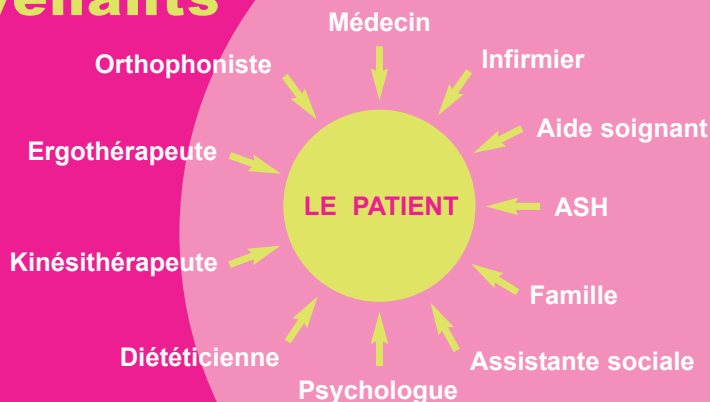 Médecin
Orthophoniste
Infirmier
Aide soignant
Ergothérapeute
LE PATIENT
ASH
Kinésithérapeute
Famille
Diététicienne
Assistante sociale
Psychologue